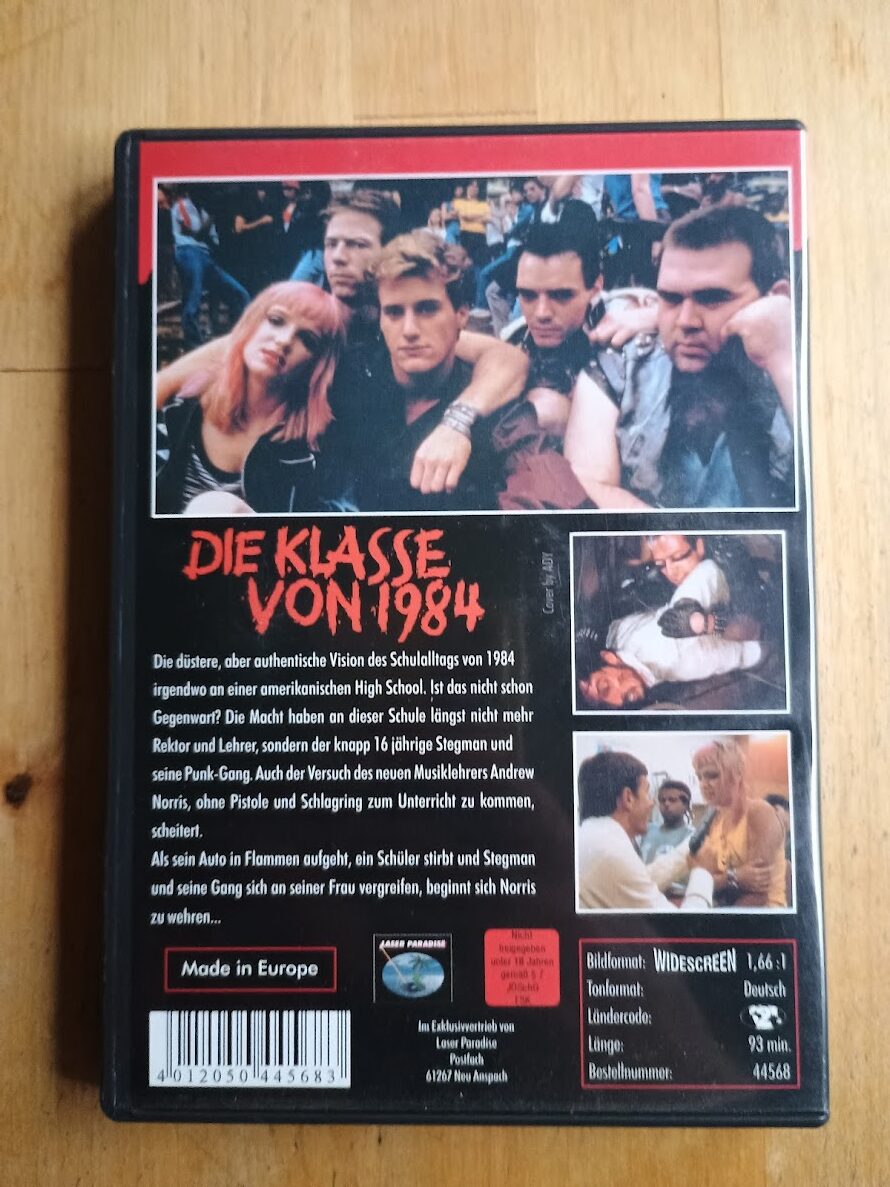 DIE KLASSE
VON 1984
Cover by ADY
Die düstere, aber authentische Vision des Schulalltags von 1984
irgendwo an einer amerikanischen High School. Ist das nicht schon
Gegenwart? Die Macht haben an dieser Schule längst nicht mehr
Rektor und Lehrer, sondern der knapp 16 jährige Stegman und
seine Punk-Gang. Auch der Versuch des neuen Musiklehrers Andrew
Norris, ohne Pistole und Schlagring zum Unterricht zu kommen,
scheitert.
Als sein Auto in Flammen aufgeht, ein Schüler stirbt und Stegman
und seine Gang sich an seiner Frau vergreifen, beginnt sich Norris
zu wehren...
Made in Europe
LASER PARADISE
Nicht
freigegeben
unter 18 Jahren
gemäß § 7
JÖSchG
FSK
Im Exklusivvertrieb von
Laser Paradise
Postfach
61267 Neu Anspach
4 012050 445683
Bildformat: WIDESCREEN 1,66 :1
Tonformat: Deutsch
Ländercode:
Länge: 93 min.
Bestellnummer: 44568